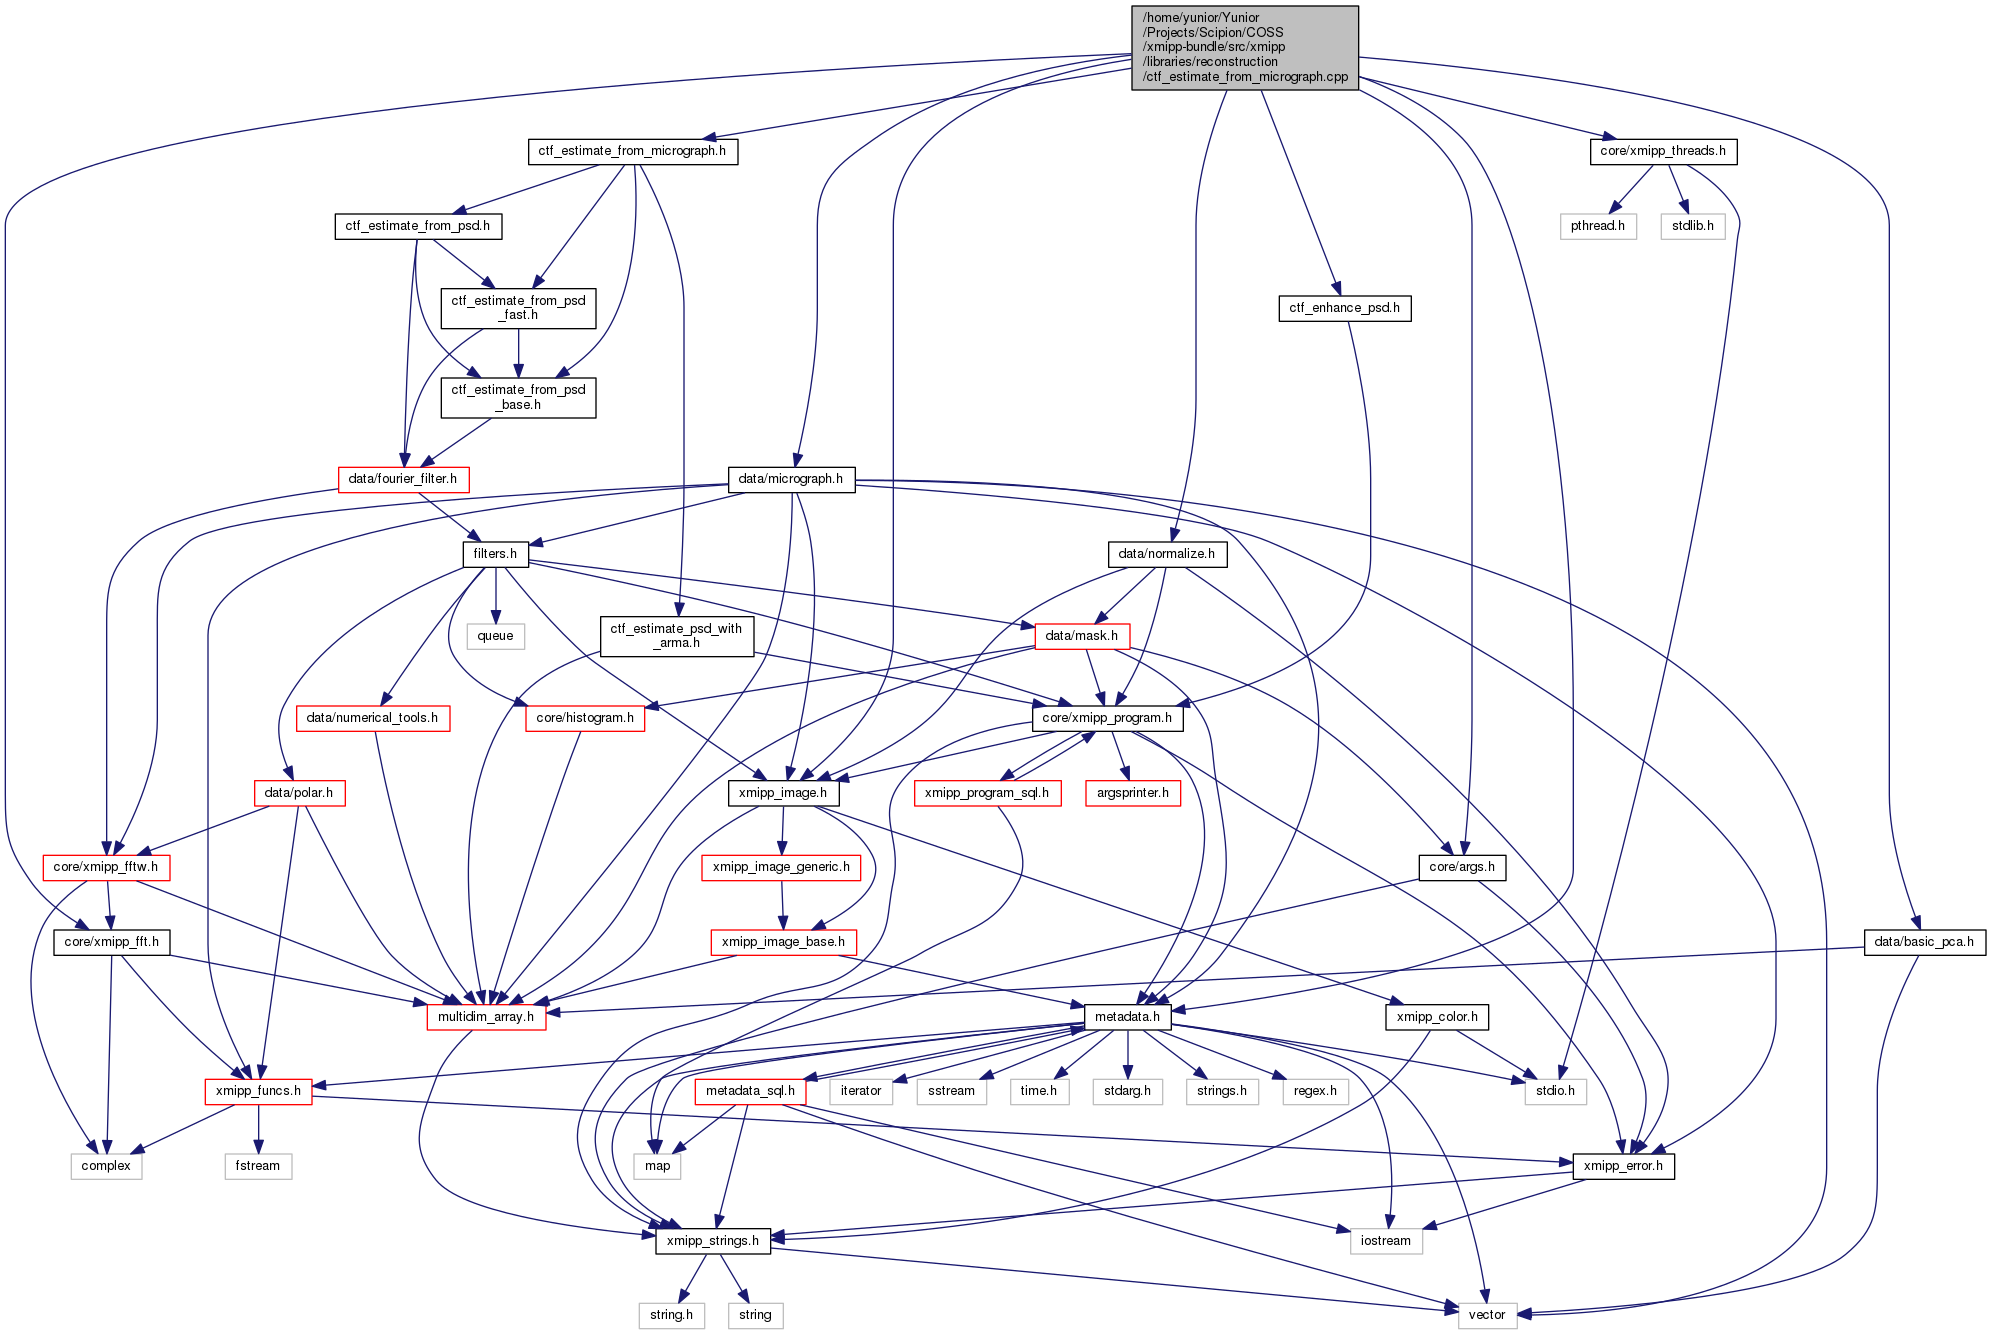 /home/yunior/Yunior
/Projects/Scipion/COSS
/xmipp-bundle/src/xmipp
/libraries/reconstruction
/ctf_estimate_from_micrograph.cpp
ctf_estimate_from_micrograph.h
core/xmipp_threads.h
ctf_estimate_from_psd.h
pthread.h
stdlib.h
ctf_estimate_from_psd
_fast.h
ctf_enhance_psd.h
ctf_estimate_from_psd
_base.h
data/fourier_filter.h
data/micrograph.h
filters.h
data/normalize.h
queue
ctf_estimate_psd_with
_arma.h
data/mask.h
data/numerical_tools.h
core/histogram.h
core/xmipp_program.h
data/polar.h
xmipp_image.h
xmipp_program_sql.h
argsprinter.h
core/xmipp_fftw.h
xmipp_image_generic.h
core/args.h
core/xmipp_fft.h
xmipp_image_base.h
data/basic_pca.h
multidim_array.h
metadata.h
xmipp_color.h
xmipp_funcs.h
metadata_sql.h
iterator
sstream
time.h
stdarg.h
strings.h
regex.h
stdio.h
complex
fstream
map
xmipp_error.h
xmipp_strings.h
iostream
string.h
string
vector